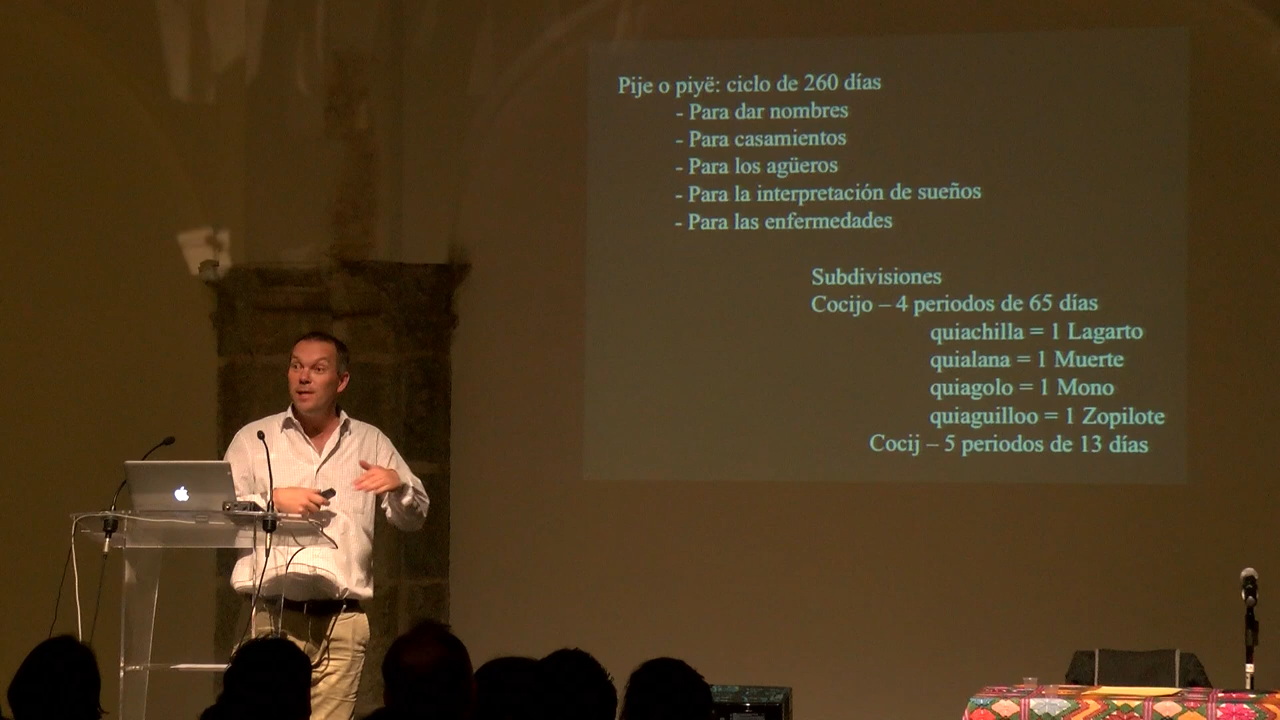 Pije o piyë: ciclo de 260 días
- Para dar nombres
- Para casamientos
- Para los agüeros
- Para la interpretación de sueños
- Para las enfermedades
Subdivisiones
Cocijo – 4 periodos de 65 días
quiachilla = 1 Lagarto
quialana = 1 Muerte
quiagolo = 1 Mono
quiaguilloo = 1 Zopilote
Cocij – 5 periodos de 13 días